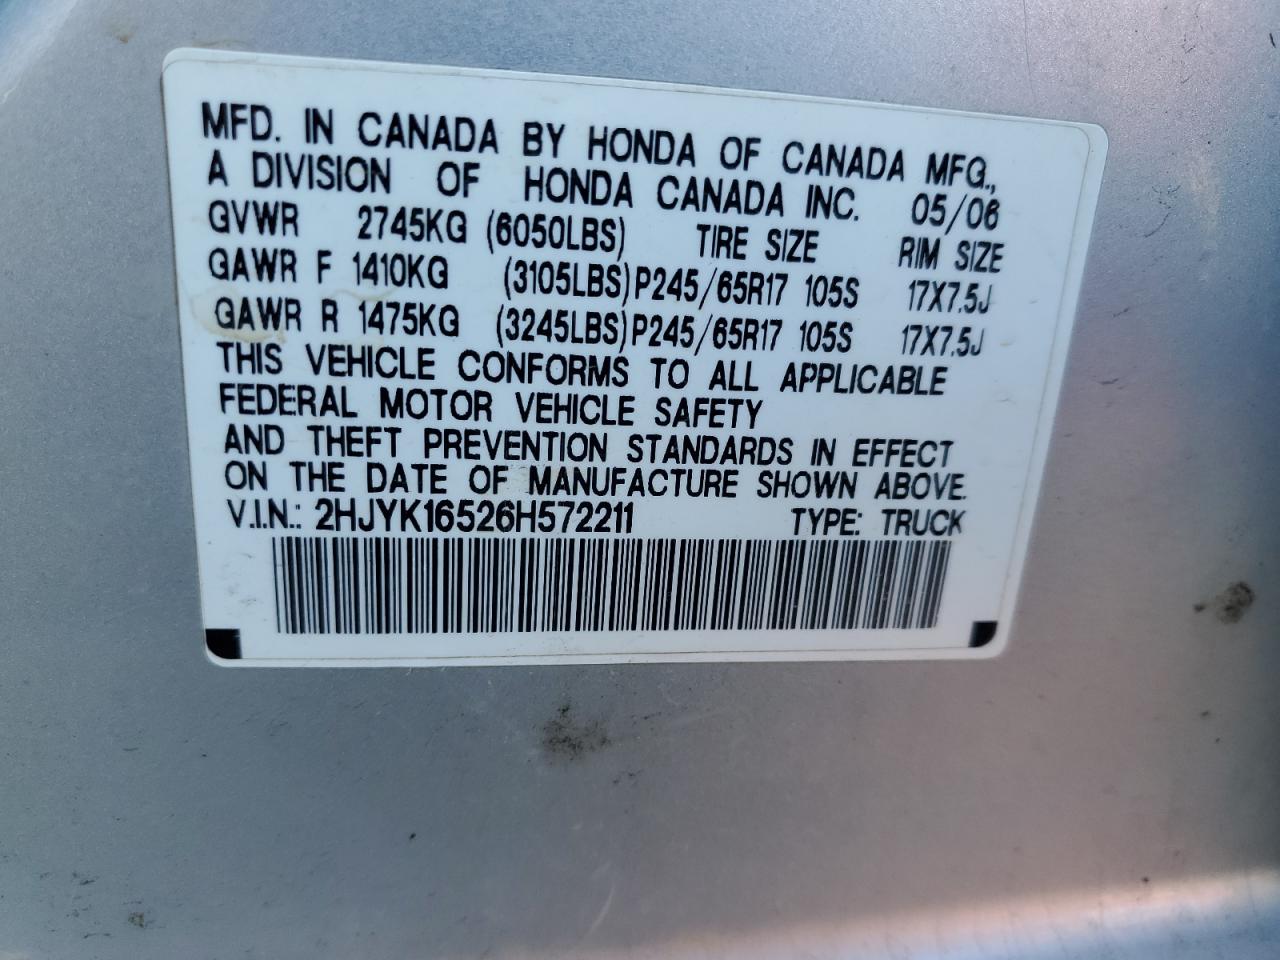 MFD. IN CANADA BY HONDA OF CANADA MFG.,
A DIVISION OF HONDA CANADA INC. 05/06
GVWR 2745KG (6050LBS) TIRE SIZE RIM SIZE
GAWR F 1410KG (3105LBS) P245/65R17 105S 17X7.5J
GAWR R 1475KG (3245LBS) P245/65R17 105S 17X7.5J
THIS VEHICLE CONFORMS TO ALL APPLICABLE
FEDERAL MOTOR VEHICLE SAFETY
AND THEFT PREVENTION STANDARDS IN EFFECT
ON THE DATE OF MANUFACTURE SHOWN ABOVE.
V.I.N.: 2HJYK16526H572211 TYPE: TRUCK